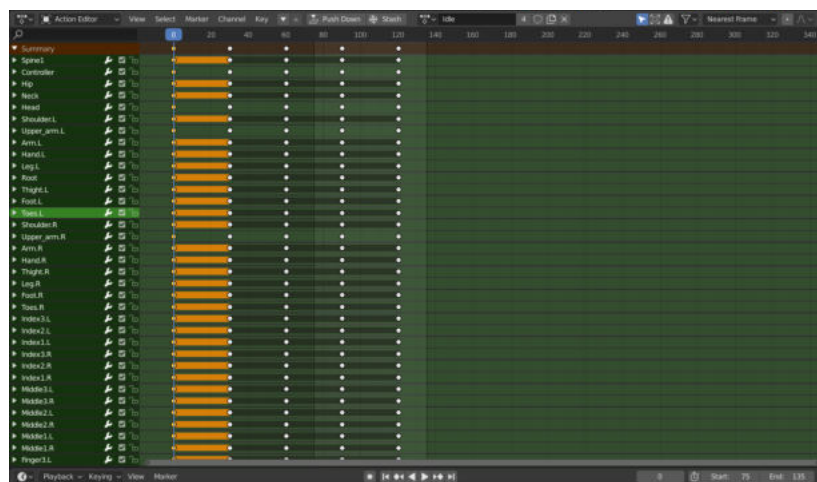 Action Editor View Select Marker Channel Key Push Down Stash Idle 4 Nearest Frame
0 20 40 60 80 100 120 140 160 180 200 220 240 260 280 300 320 340
Summary
Spine1
Controller
Hip
Neck
Head
Shoulder.L
Upper_arm.L
Arm.L
Hand.L
Leg.L
Root
Thight.L
Foot.L
Toes.L
Shoulder.R
Upper_arm.R
Arm.R
Hand.R
Thight.R
Leg.R
Foot.R
Toes.R
Index3.L
Index2.L
Index1.L
Index3.R
Index2.R
Index1.R
Middle3.L
Middle3.R
Middle2.L
Middle2.R
Middle1.L
Middle1.R
finger3.L
Playback Keying View Marker 0 Start: 75 End: 135